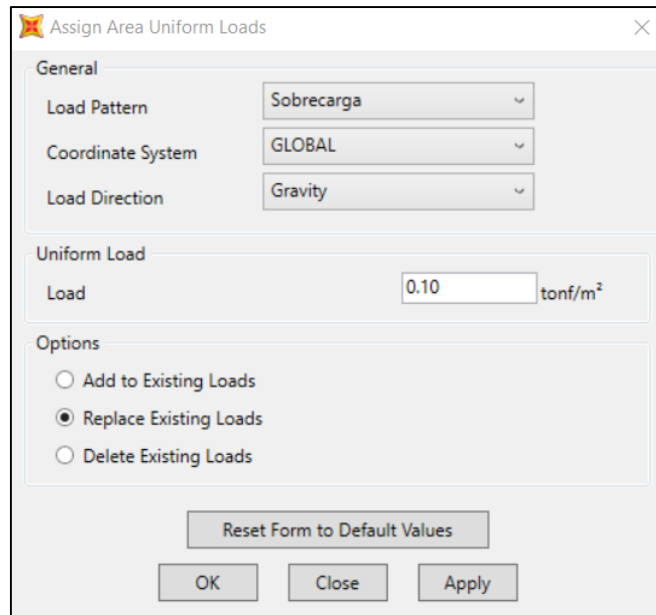 Assign Area Uniform Loads
General
Load Pattern Sobrecarga
Coordinate System GLOBAL
Load Direction Gravity
Uniform Load
Load 0.10 tonf/m²
Options
Add to Existing Loads
Replace Existing Loads
Delete Existing Loads
Reset Form to Default Values
OK Close Apply